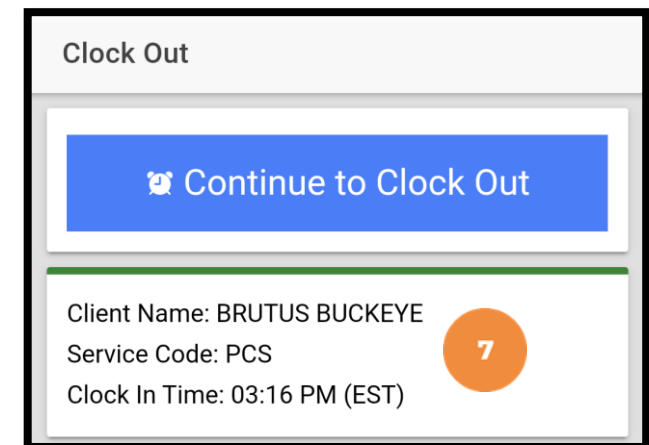 Clock Out
Continue to Clock Out
Client Name: BRUTUS BUCKEYE
Service Code: PCS
7
Clock In Time: 03:16 PM (EST)